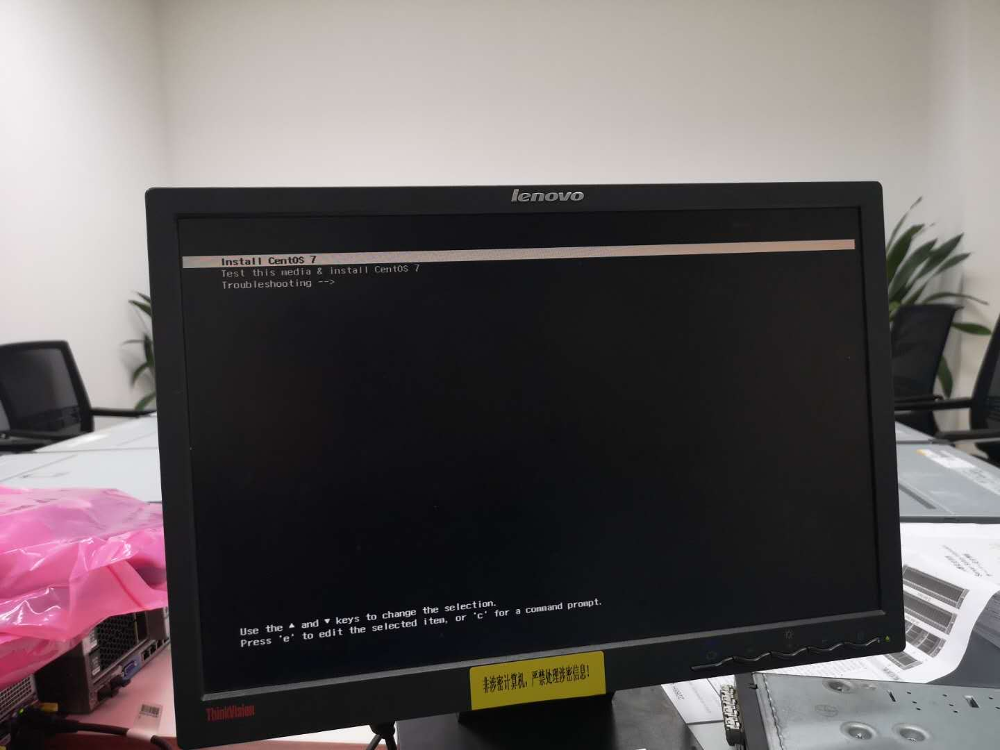 lenovo
Install CentOS 7
Test this media & install CentOS 7
Troubleshooting -->
Use the ▲ and ▼ keys to change the selection.
Press 'e' to edit the selected item, or 'c' for a command prompt.
非涉密计算机，严禁处理涉密信息！
ThinkVision